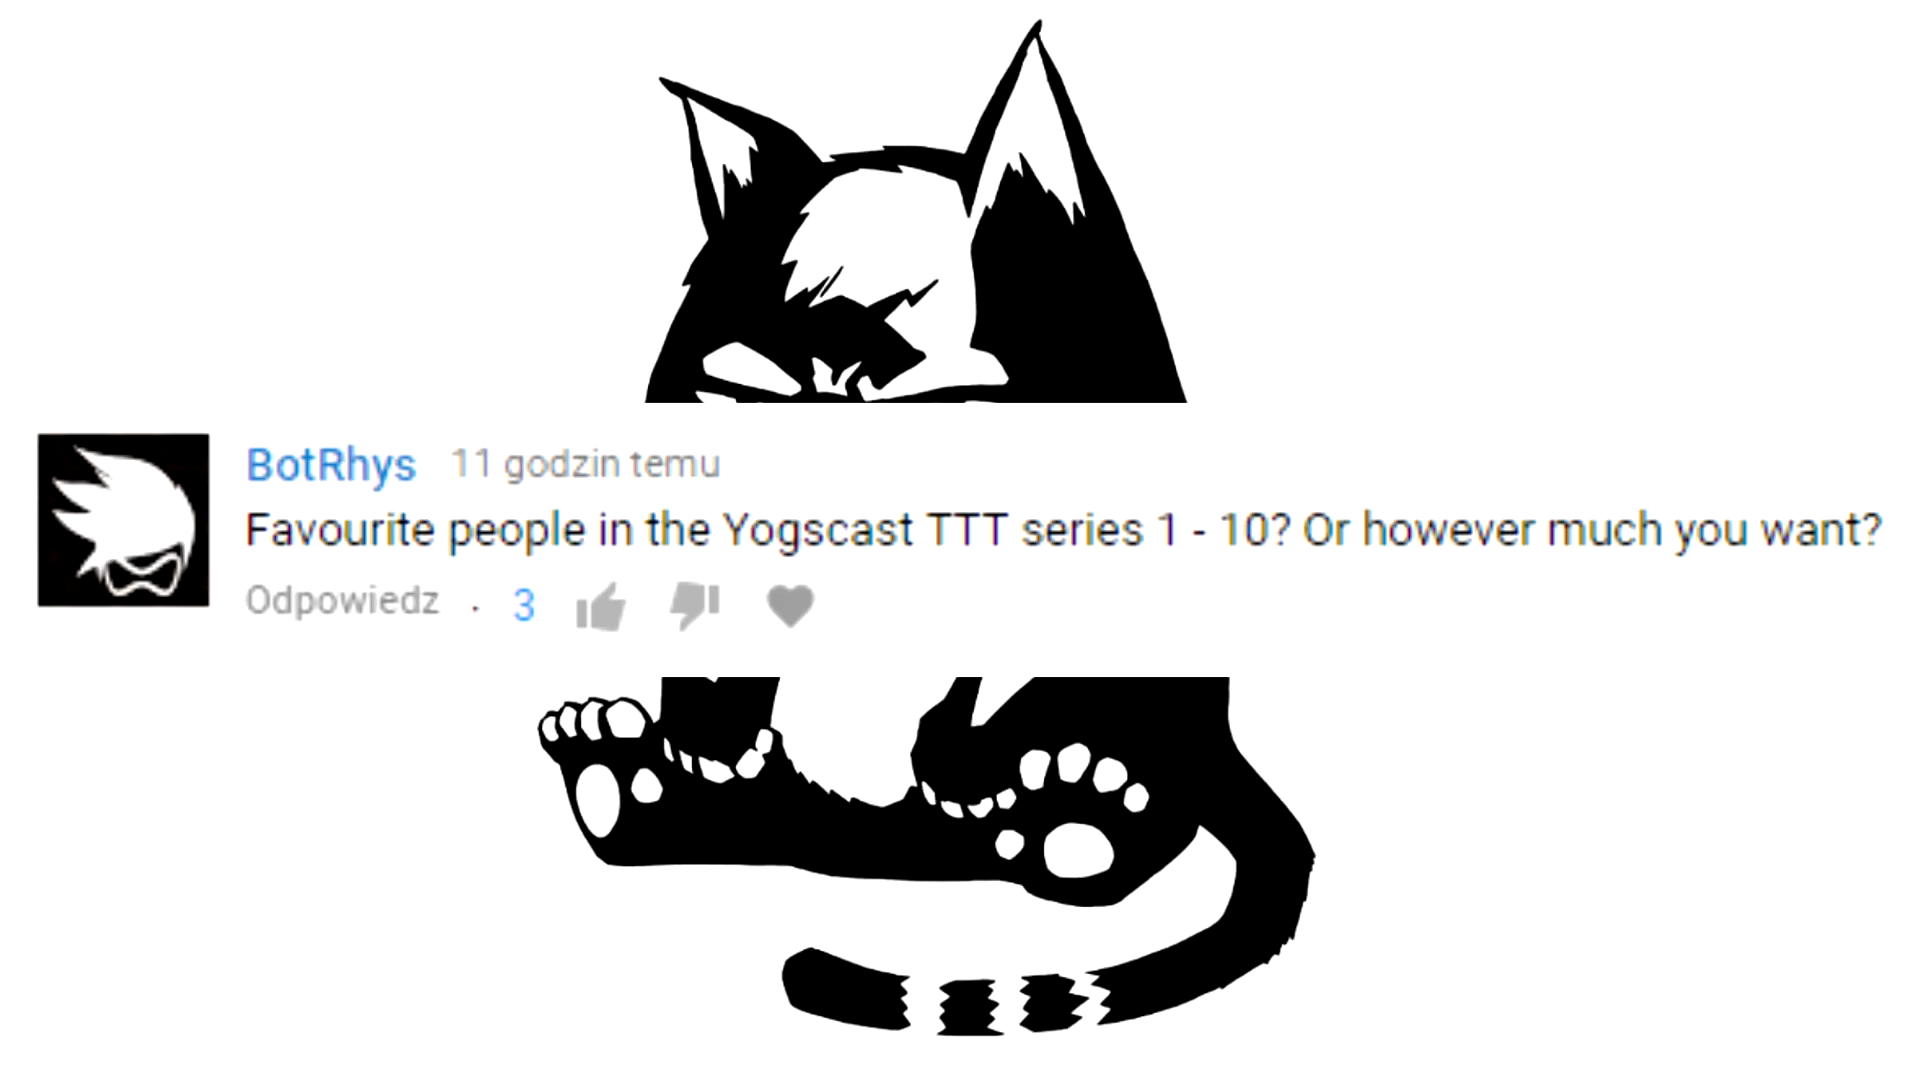 BotRhys 11 godzin temu
Favourite people in the Yogscast TTT series 1 - 10? Or however much you want?
Odpowiedz · 3